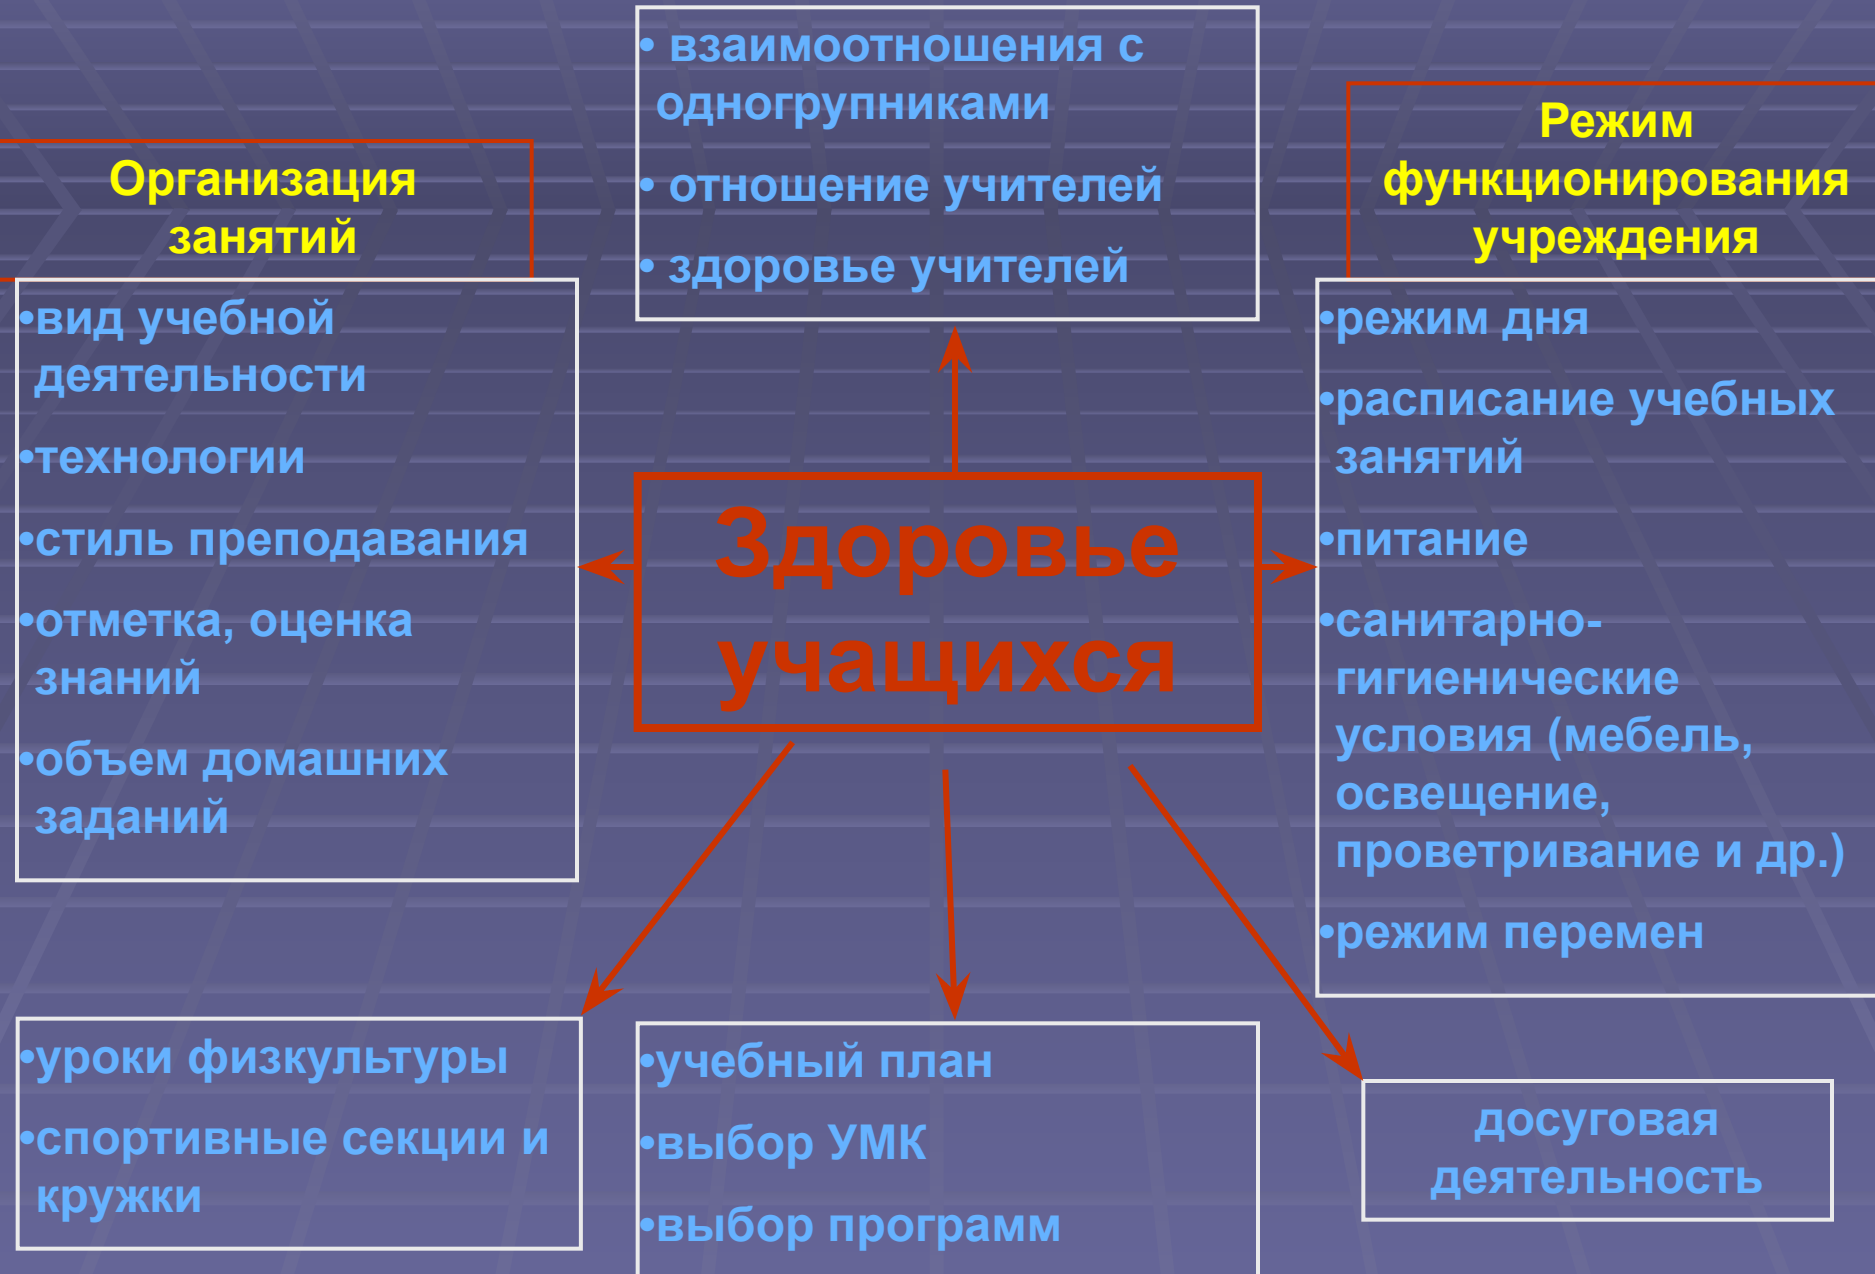 • взаимоотношения с
одногрупниками
• отношение учителей
• здоровье учителей
Организация
занятий
•вид учебной
деятельности
•технологии
•стиль преподавания
•отметка, оценка
знаний
•объем домашних
заданий
Режим
функционирования
учреждения
•режим дня
•расписание учебных
занятий
•питание
•санитарно-
гигиенические
условия (мебель,
освещение,
проветривание и др.)
•режим перемен
Здоровье
учащихся
•уроки физкультуры
•спортивные секции и
кружки
•учебный план
•выбор УМК
•выбор программ
досуговая
деятельность